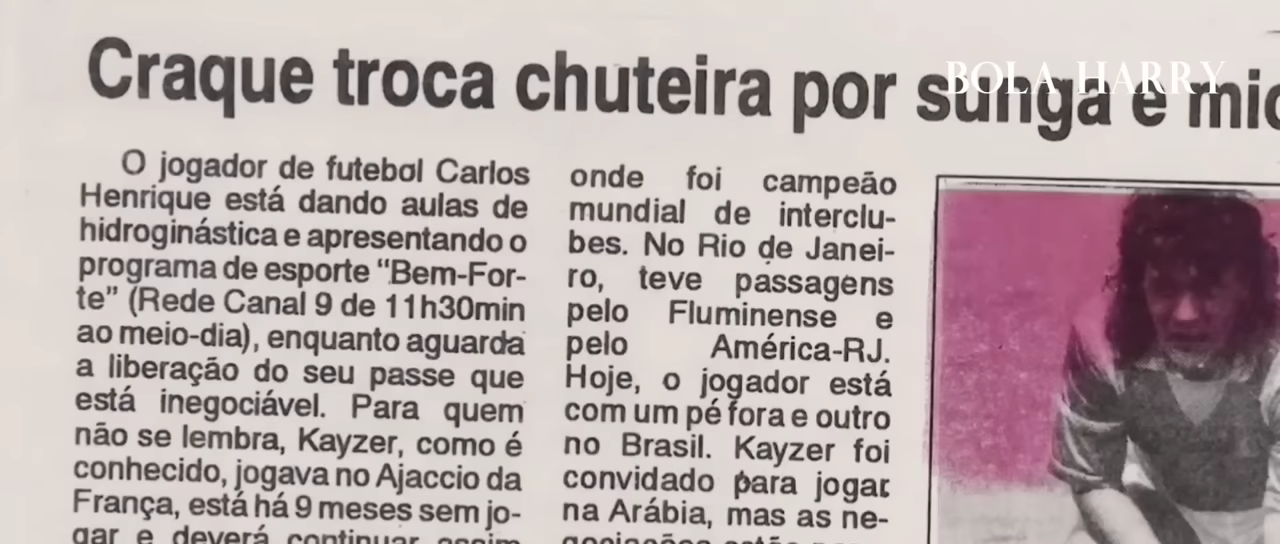 Craque troca chuteira por sunga e mic
BOLA HARRY
O jogador de futebol Carlos
Henrique está dando aulas de
hidroginástica e apresentando o
programa de esporte “Bem-For-
te” (Rede Canal 9 de 11h30min
ao meio-dia), enquanto aguarda
a liberação do seu passe que
está inegociável. Para quem
não se lembra, Kayzer, como é
conhecido, jogava no Ajaccio da
França, está há 9 meses sem jo-
gar e deverá continuar assim
onde foi campeão
mundial de interclu-
bes. No Rio de Janei-
ro, teve passagens
pelo Fluminense e
pelo América-RJ.
Hoje, o jogador está
com um pé fora e outro
no Brasil. Kayzer foi
convidado para jogar
na Arábia, mas as ne-